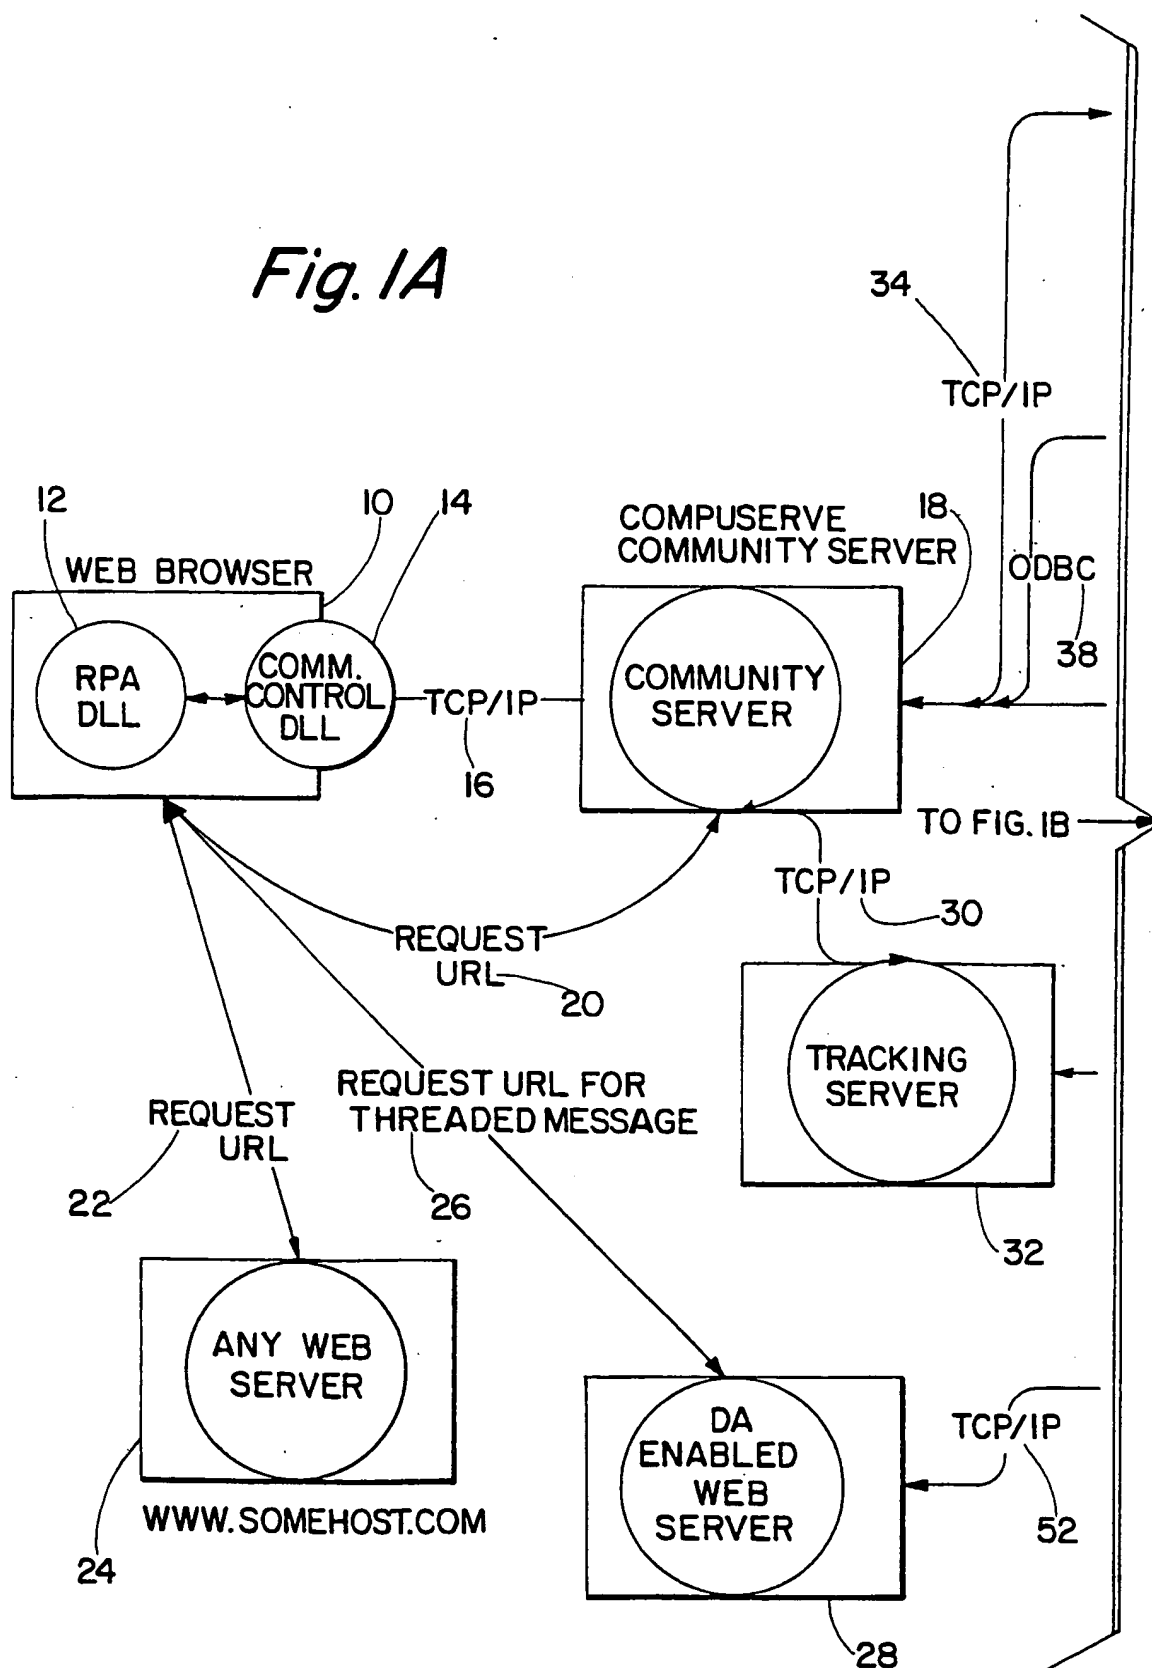 Fig. 1A
34
TCP/IP
12
10
14
COMPUSERVE
COMMUNITY SERVER
18
WEB BROWSER
ODBC
38
RPA
DLL
COMM.
CONTROL
DLL
TCP/IP
16
COMMUNITY
SERVER
TO FIG. 1B
TCP/IP
30
REQUEST
URL
20
TRACKING
SERVER
REQUEST URL FOR
THREADED MESSAGE
REQUEST
URL
22
26
32
ANY WEB
SERVER
DA
ENABLED
WEB
SERVER
TCP/IP
52
WWW.SOMEHOST.COM
24
28